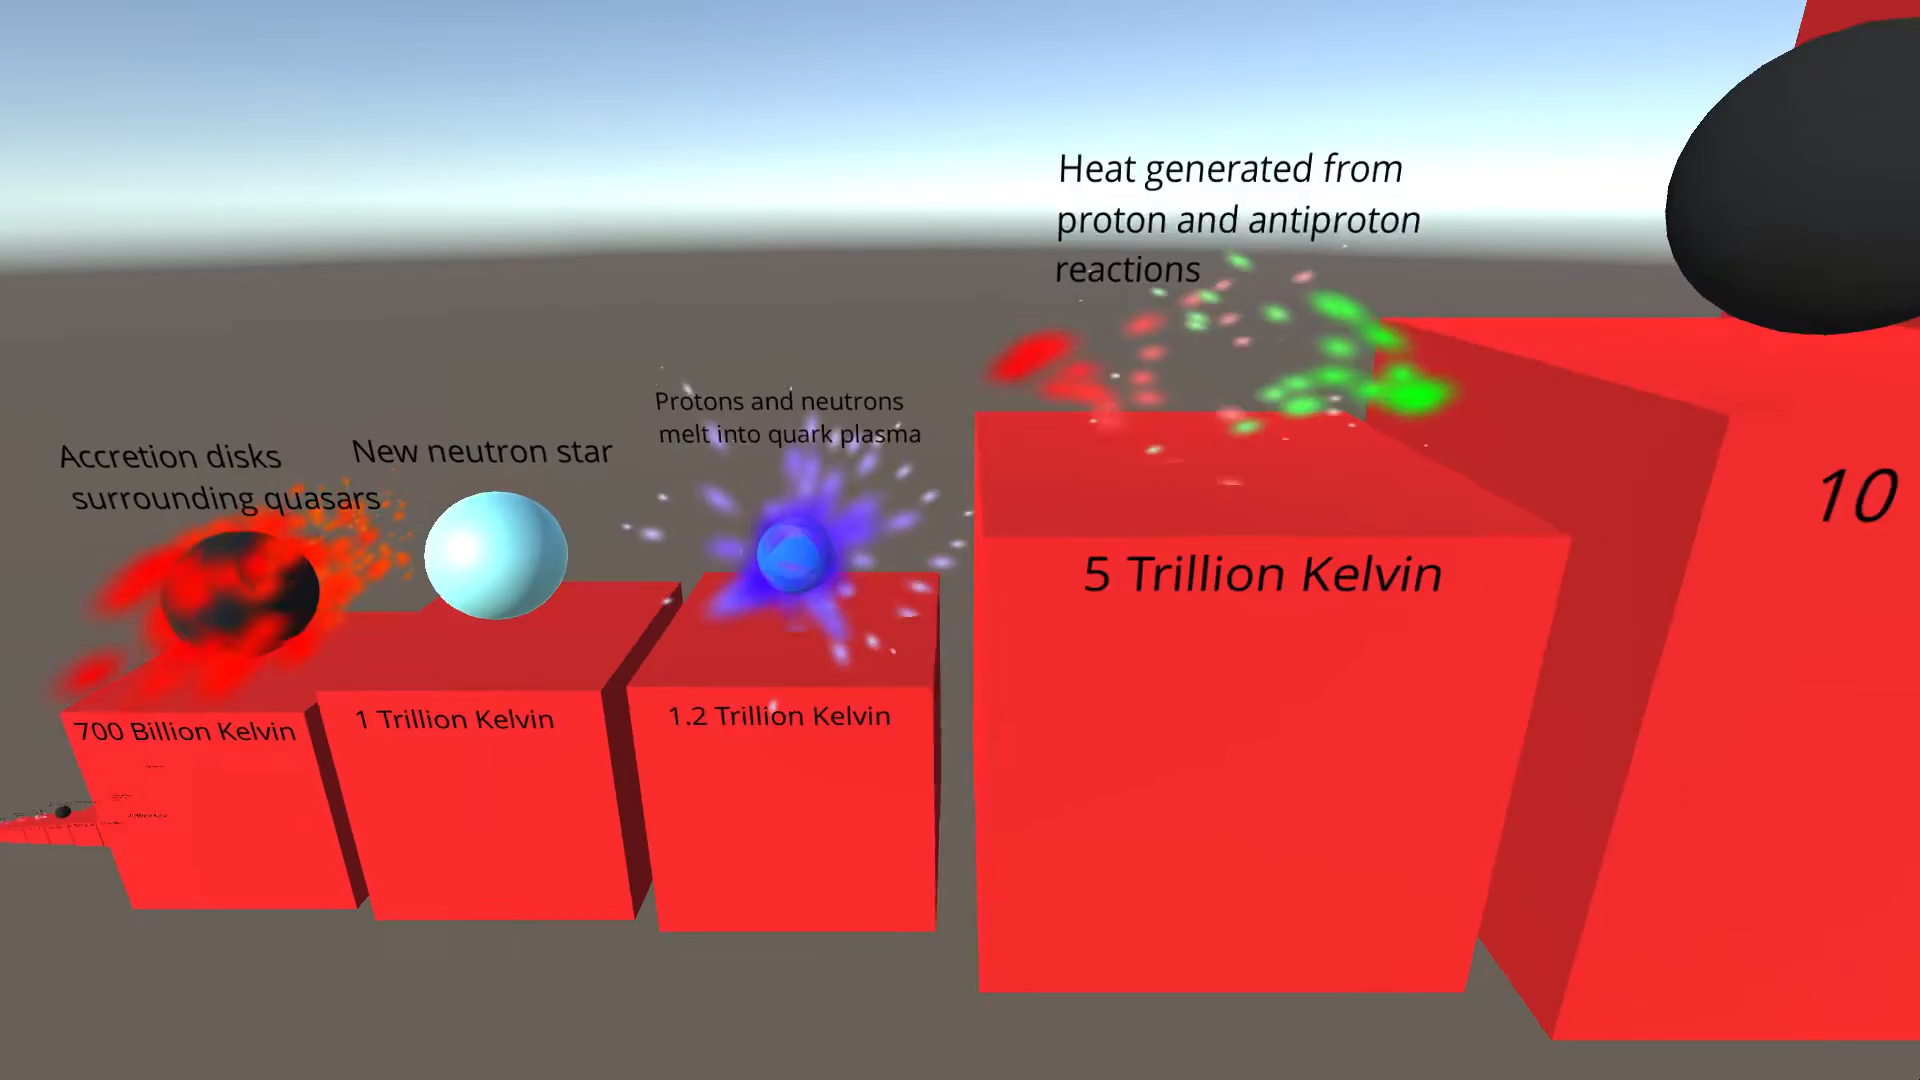 Heat generated from
proton and antiproton
reactions
Protons and neutrons
melt into quark plasma
Accretion disks
surrounding quasars
New neutron star
10
5 Trillion Kelvin
700 Billion Kelvin
1 Trillion Kelvin
1.2 Trillion Kelvin